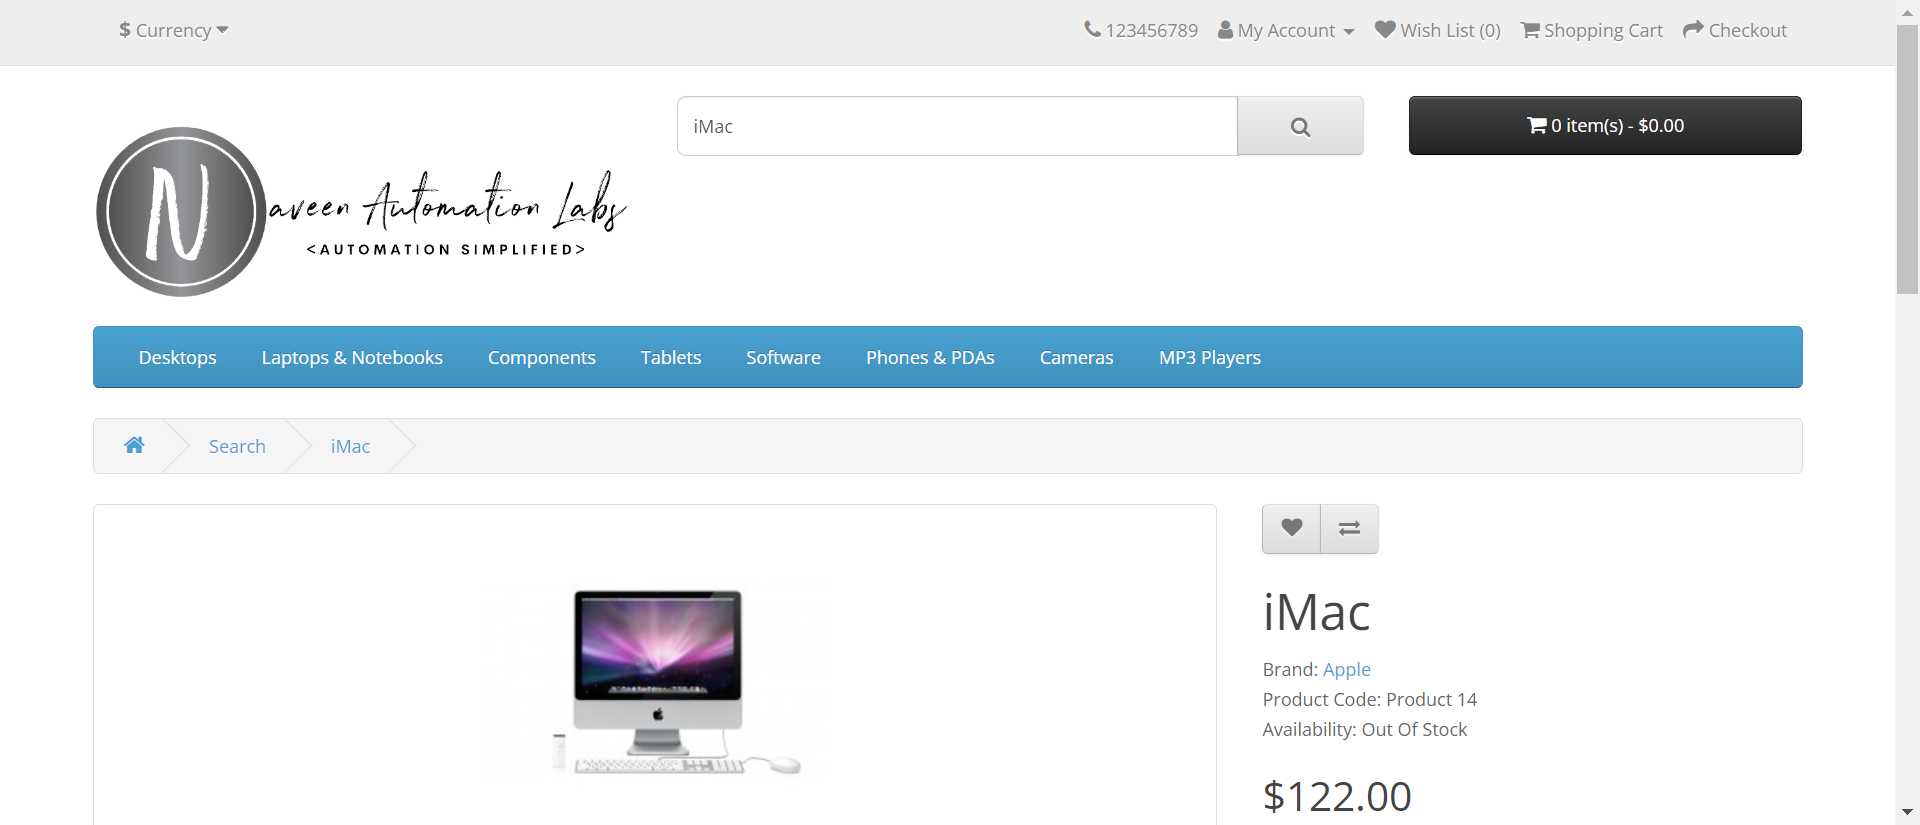 $ Currency
123456789 My Account Wish List (0) Shopping Cart Checkout
iMac
0 item(s) - $0.00
Naveen Automation Labs
<AUTOMATION SIMPLIFIED>
Desktops Laptops & Notebooks Components Tablets Software Phones & PDAs Cameras MP3 Players
Search iMac
iMac
Brand: Apple
Product Code: Product 14
Availability: Out Of Stock
$122.00